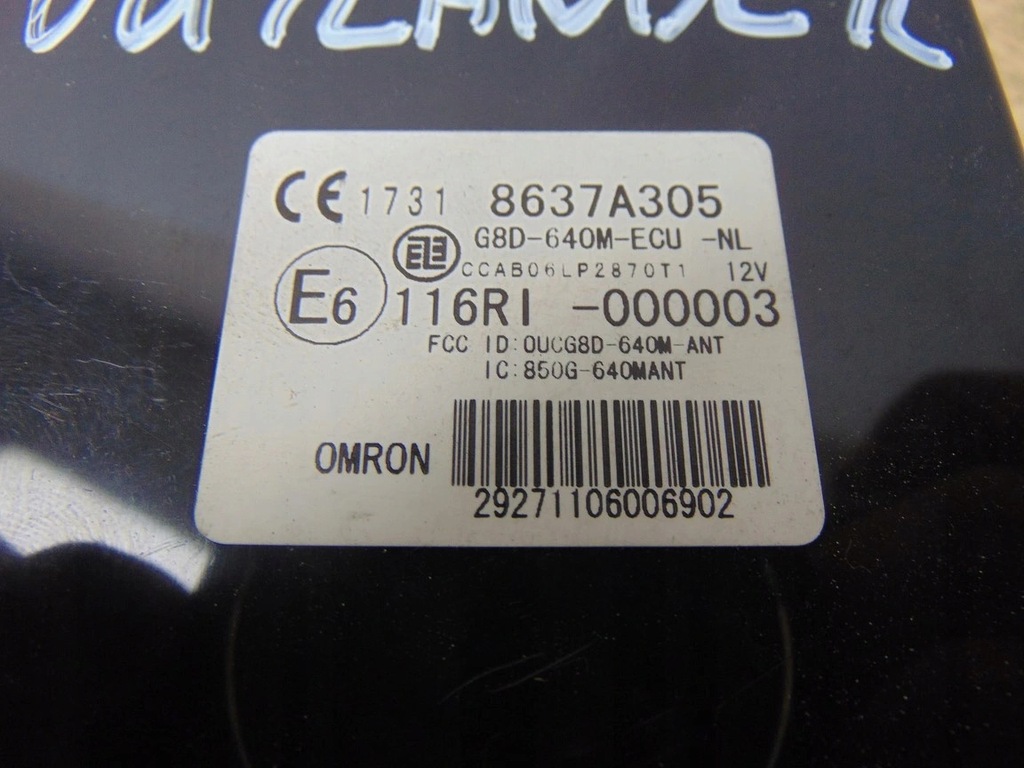 OUTLANDER
CE 1731 8637A305
G8D-640M-ECU -NL
CCAB06LP2870T1 12V
E6 116RI -000003
FCC ID:OUCG8D-640M-ANT
IC:850G-640MANT
OMRON
29271106006902